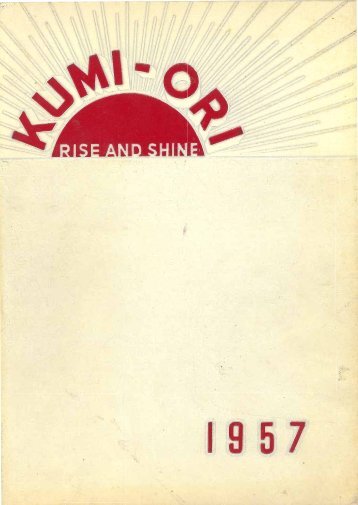 KUMI-ORI
RISE AND SHINE
1957